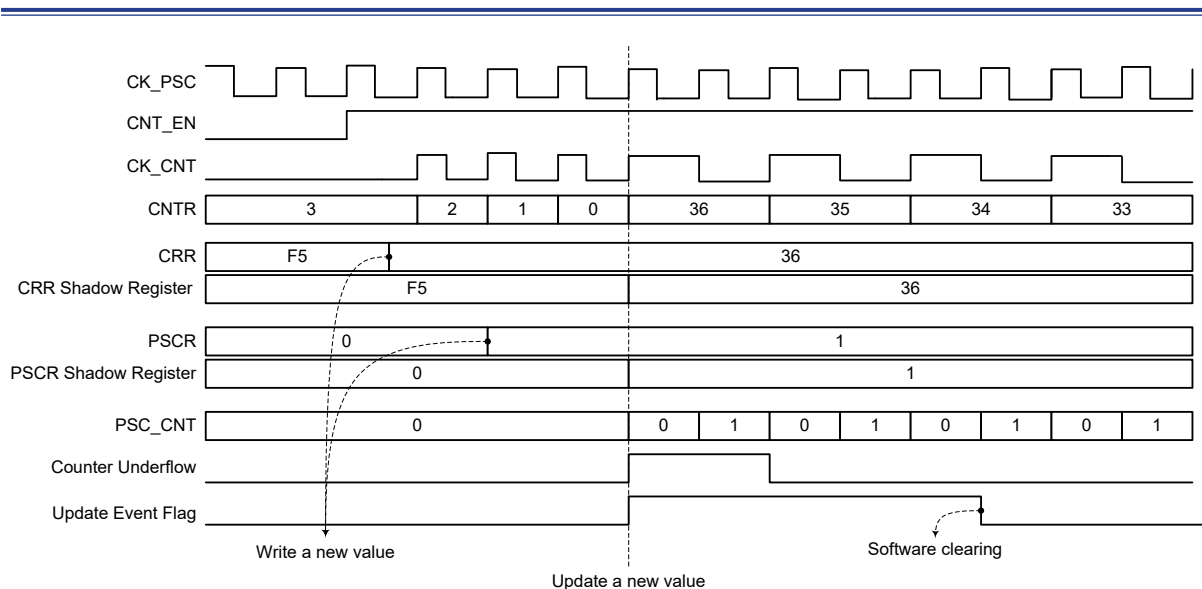 CK_PSC
CNT_EN
CK_CNT
CNTR 3 2 1 0 36 35 34 33
CRR F5 36
CRR Shadow Register F5 36
PSCR 0 1
PSCR Shadow Register 0 1
PSC_CNT 0 0 1 0 1 0 1 0 1
Counter Underflow
Update Event Flag
Write a new value Software clearing
Update a new value